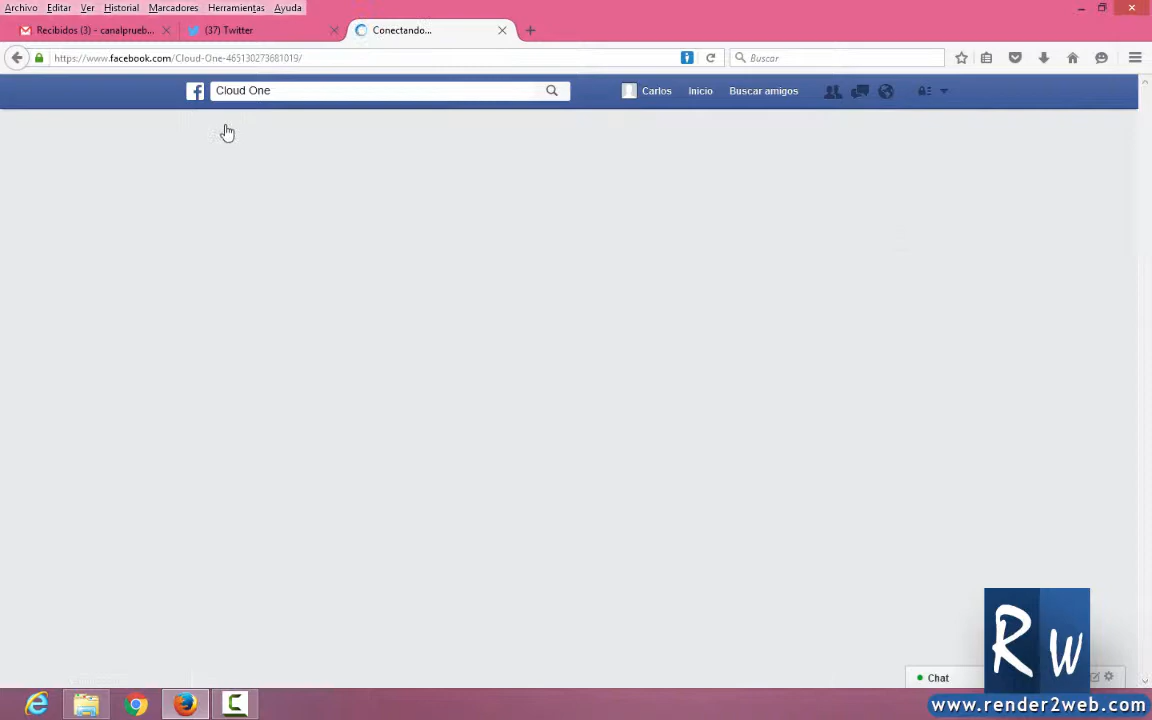 Archivo Editar Ver Historial Marcadores Herramientas Ayuda
Recibidos (3) - canalprueb... (37) Twitter Conectando...
https://www.facebook.com/Cloud-One-465130273681019/ Buscar
Cloud One Carlos Inicio Buscar amigos
Chat
RW
www.render2web.com